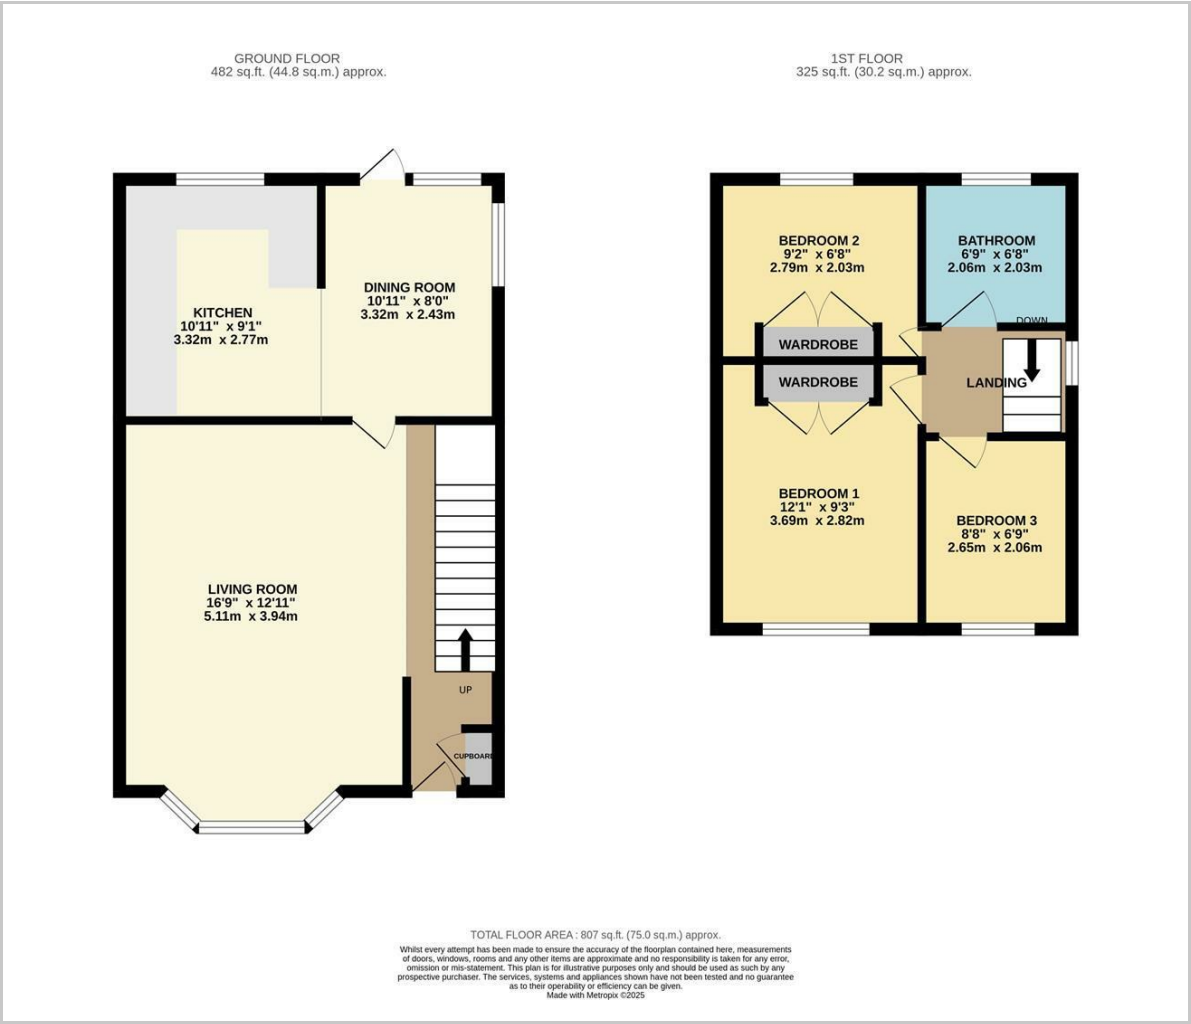 GROUND FLOOR
482 sq.ft. (44.8 sq.m.) approx.
1ST FLOOR
325 sq.ft. (30.2 sq.m.) approx.
KITCHEN
10'11" x 9'1"
3.32m x 2.77m
DINING ROOM
10'11" x 8'0"
3.32m x 2.43m
LIVING ROOM
16'9" x 12'11"
5.11m x 3.94m
UP
CUPBOARD
BEDROOM 2
9'2" x 6'8"
2.79m x 2.03m
BATHROOM
6'9" x 6'8"
2.06m x 2.03m
DOWN
WARDROBE
WARDROBE
LANDING
BEDROOM 1
12'1" x 9'3"
3.69m x 2.82m
BEDROOM 3
8'8" x 6'9"
2.65m x 2.06m
TOTAL FLOOR AREA : 807 sq.ft. (75.0 sq.m.) approx.
Whilst every attempt has been made to ensure the accuracy of the floorplan contained here, measurements
of doors, windows, rooms and any other items are approximate and no responsibility is taken for any error,
omission or mis-statement. This plan is for illustrative purposes only and should be used as such by any
prospective purchaser. The services, systems and appliances shown have not been tested and no guarantee
as to their operability or efficiency can be given.
Made with Metropix ©2025